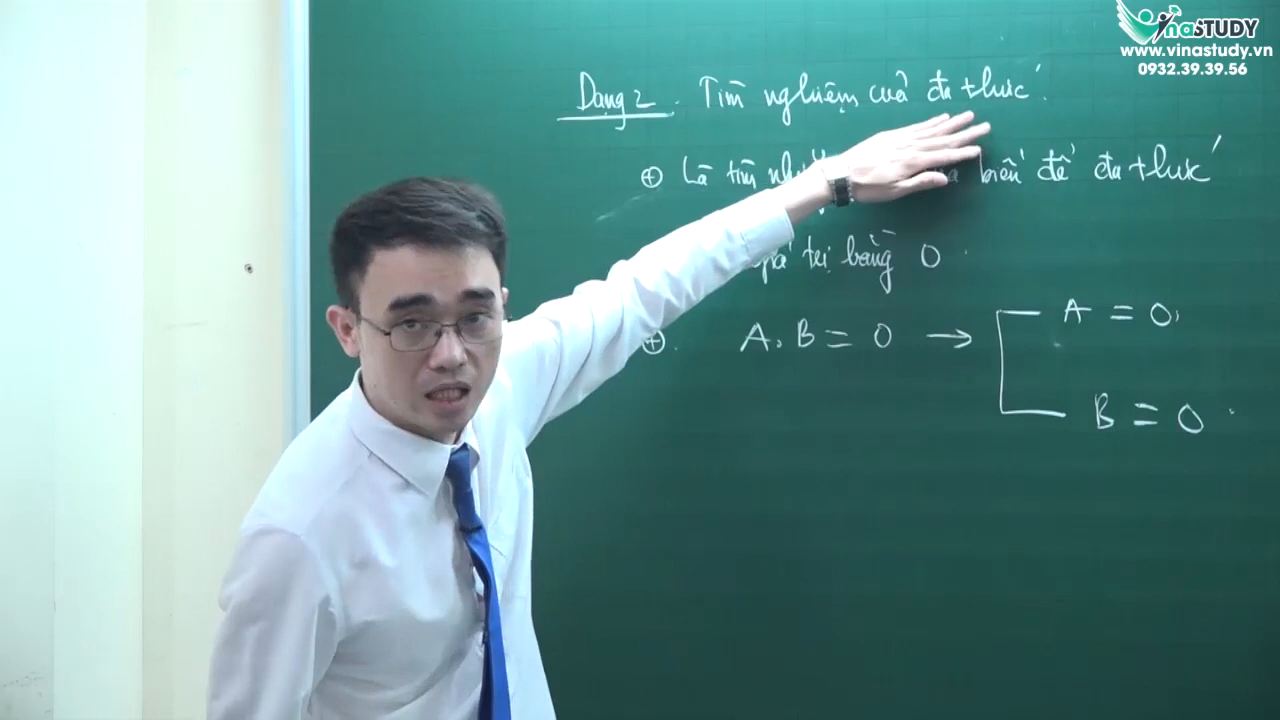 VinaSTUDY
www.vinastudy.vn
0932.39.39.56
Dạng 2. Tìm nghiệm của đa thức.
⊕ Là tìm biến để đa thức
giá trị bằng 0.
⊕. A.B = 0 → A = 0,
B = 0.